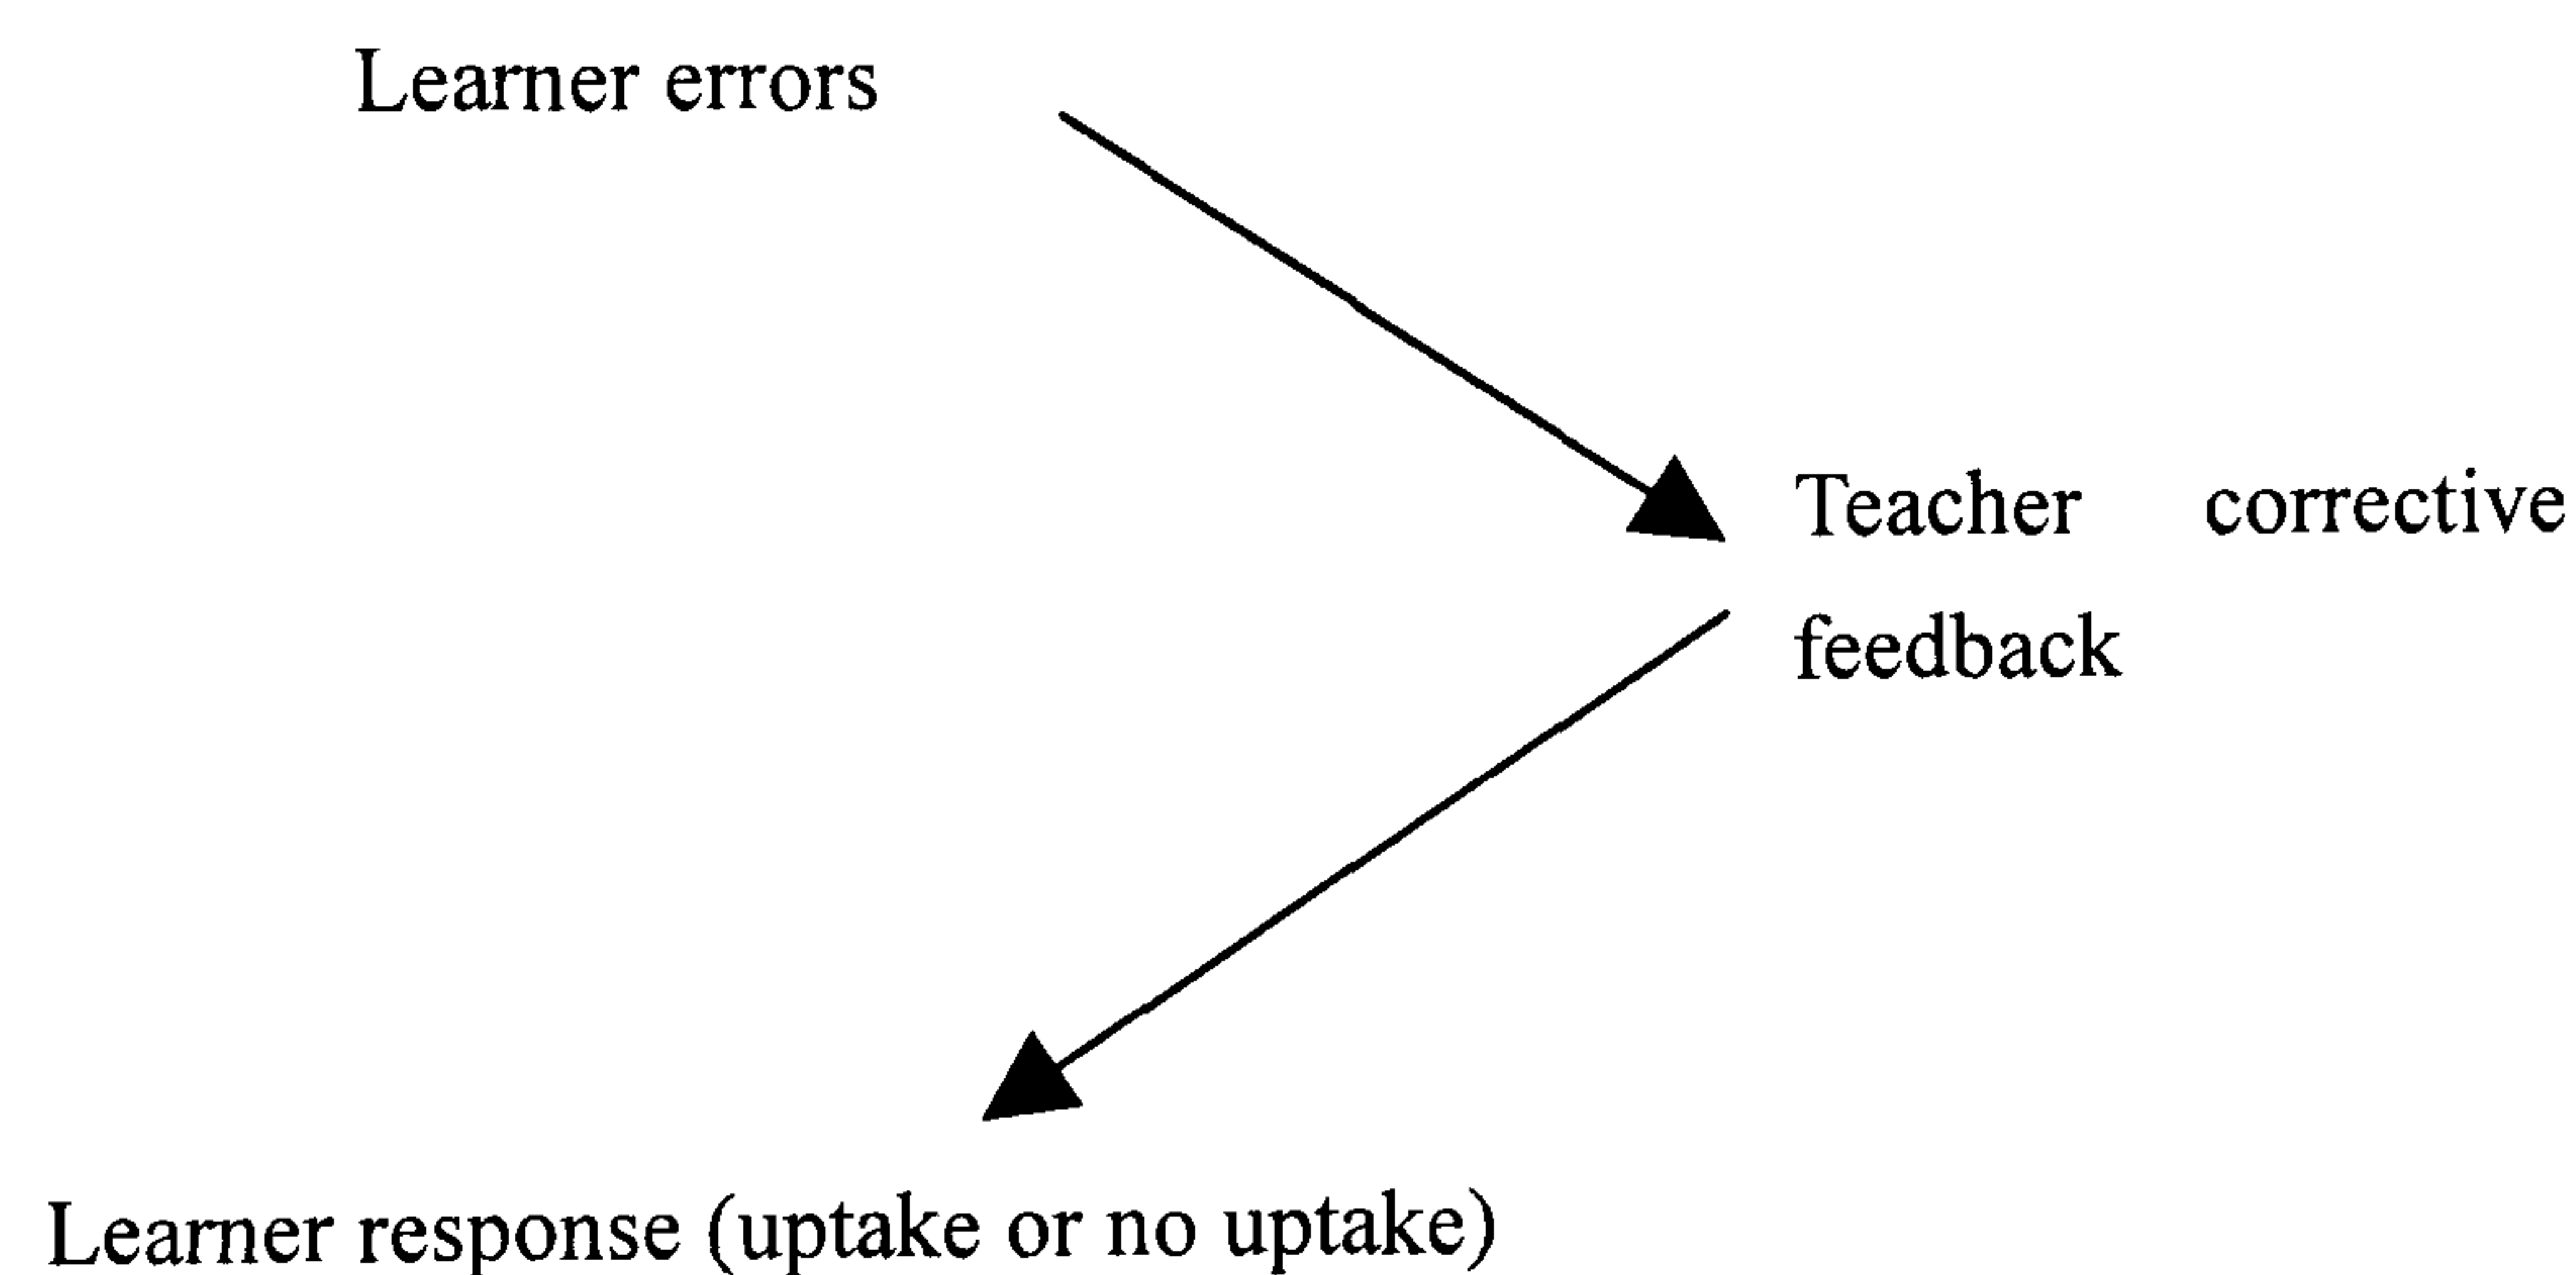 Learner errors
Teacher corrective
feedback
Learner response (uptake or no uptake)